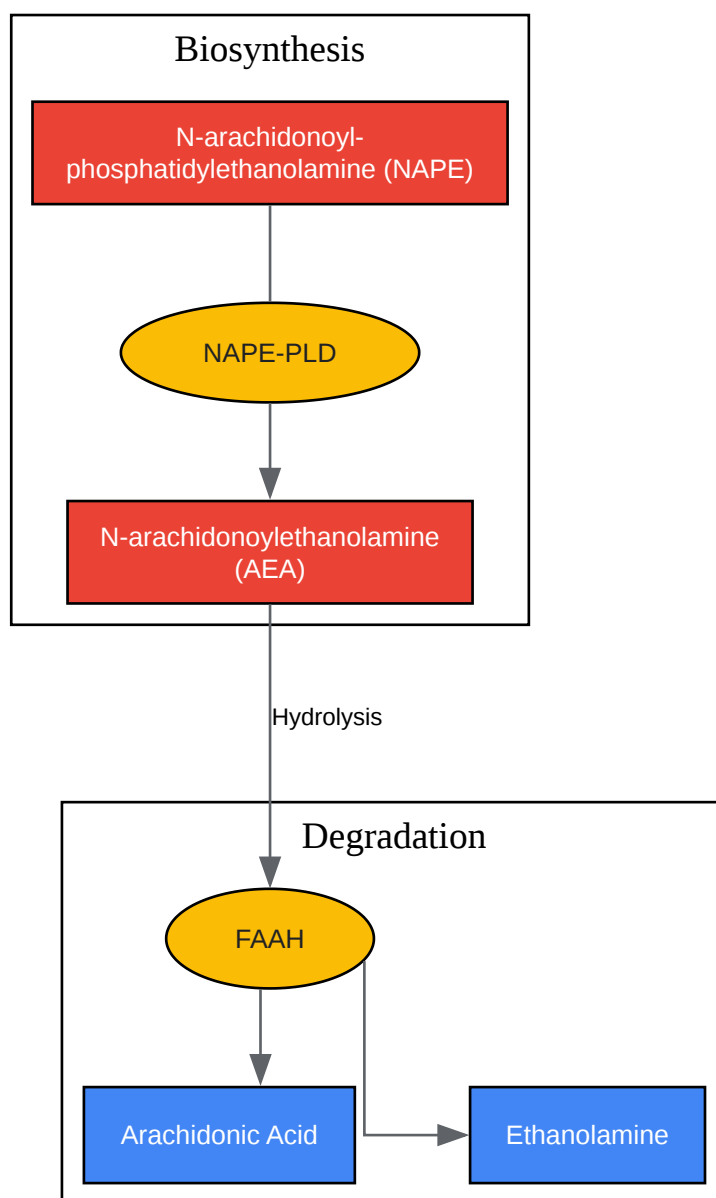 Biosynthesis
N-arachidonoyl-
phosphatidylethanolamine (NAPE)
NAPE-PLD
N-arachidonoylethanolamine
(AEA)
Hydrolysis
Degradation
FAAH
Arachidonic Acid
Ethanolamine